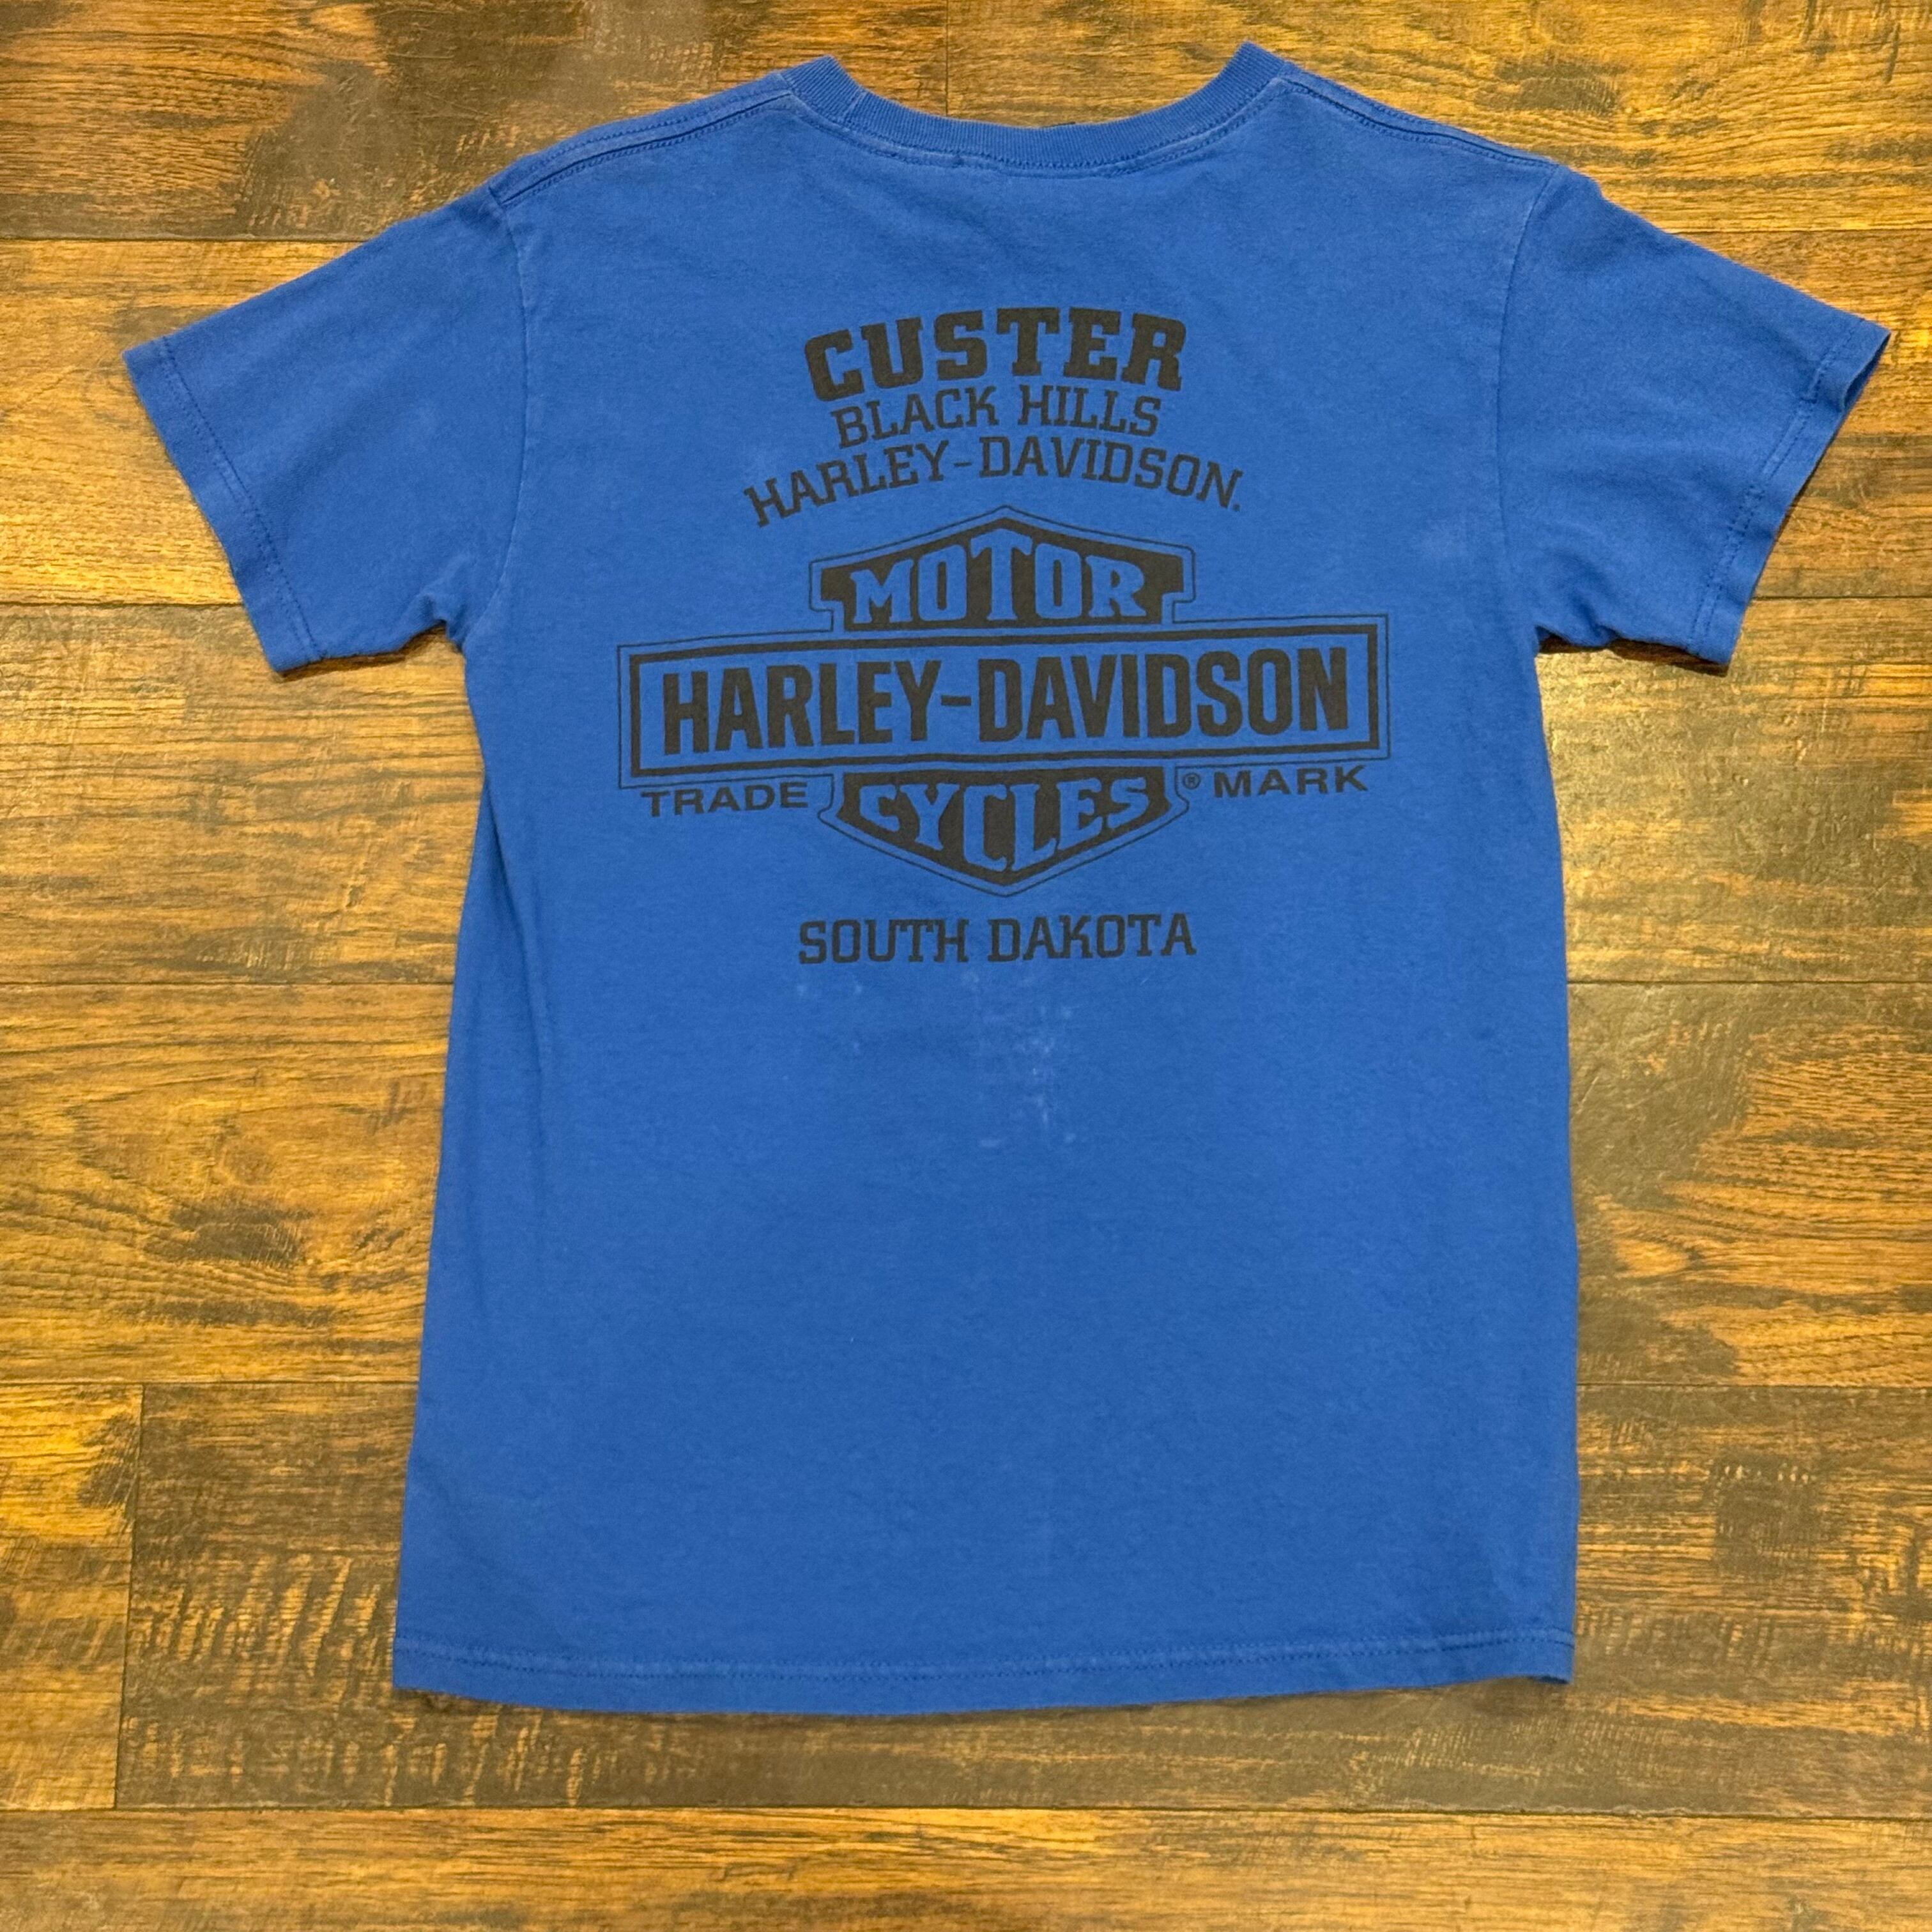 CUSTER
BLACK HILLS
HARLEY-DAVIDSON.
MOTOR
HARLEY-DAVIDSON
TRADE CYCLES ® MARK
SOUTH DAKOTA